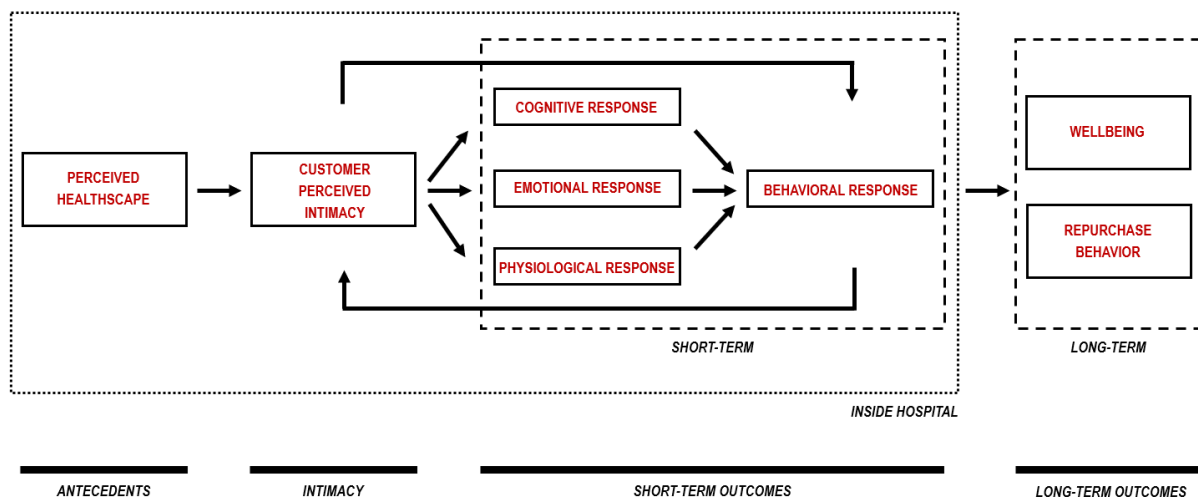 PERCEIVED
HEALTHSCAPE
CUSTOMER
PERCEIVED
INTIMACY
COGNITIVE RESPONSE
EMOTIONAL RESPONSE
PHYSIOLOGICAL RESPONSE
BEHAVIORAL RESPONSE
WELLBEING
REPURCHASE
BEHAVIOR
SHORT-TERM
LONG-TERM
INSIDE HOSPITAL
ANTECEDENTS
INTIMACY
SHORT-TERM OUTCOMES
LONG-TERM OUTCOMES